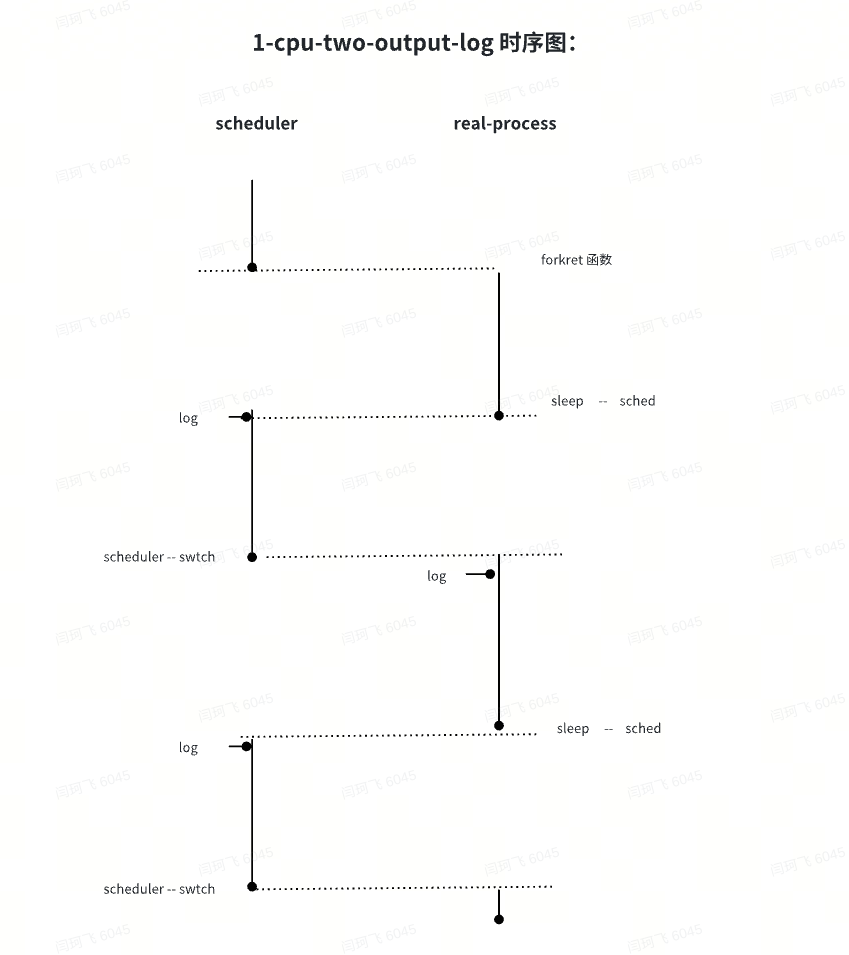 1-cpu-two-output-log 时序图：
scheduler real-process
forkret 函数
sleep -- sched
log
scheduler -- swtch
log
sleep -- sched
log
scheduler -- swtch
闫珂飞 6045